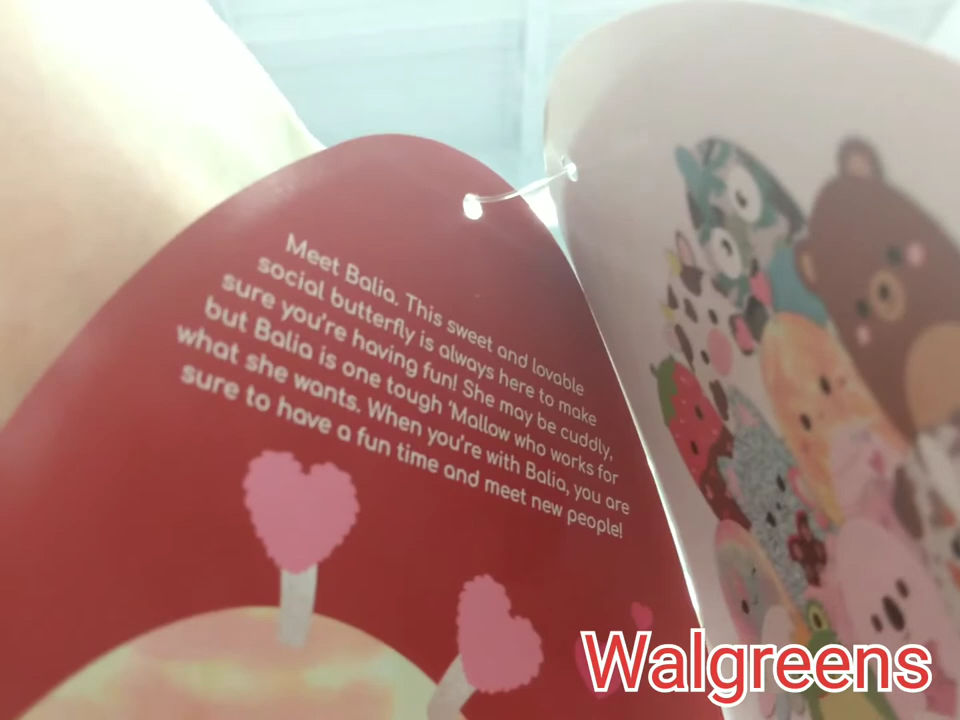 Meet Balia. This sweet and lovable
social butterfly is always here to make
sure you're having fun! She may be cuddly,
but Balia is one tough 'Mallow who works for
what she wants. When you're with Balia, you are
sure to have a fun time and meet new people!
Walgreens